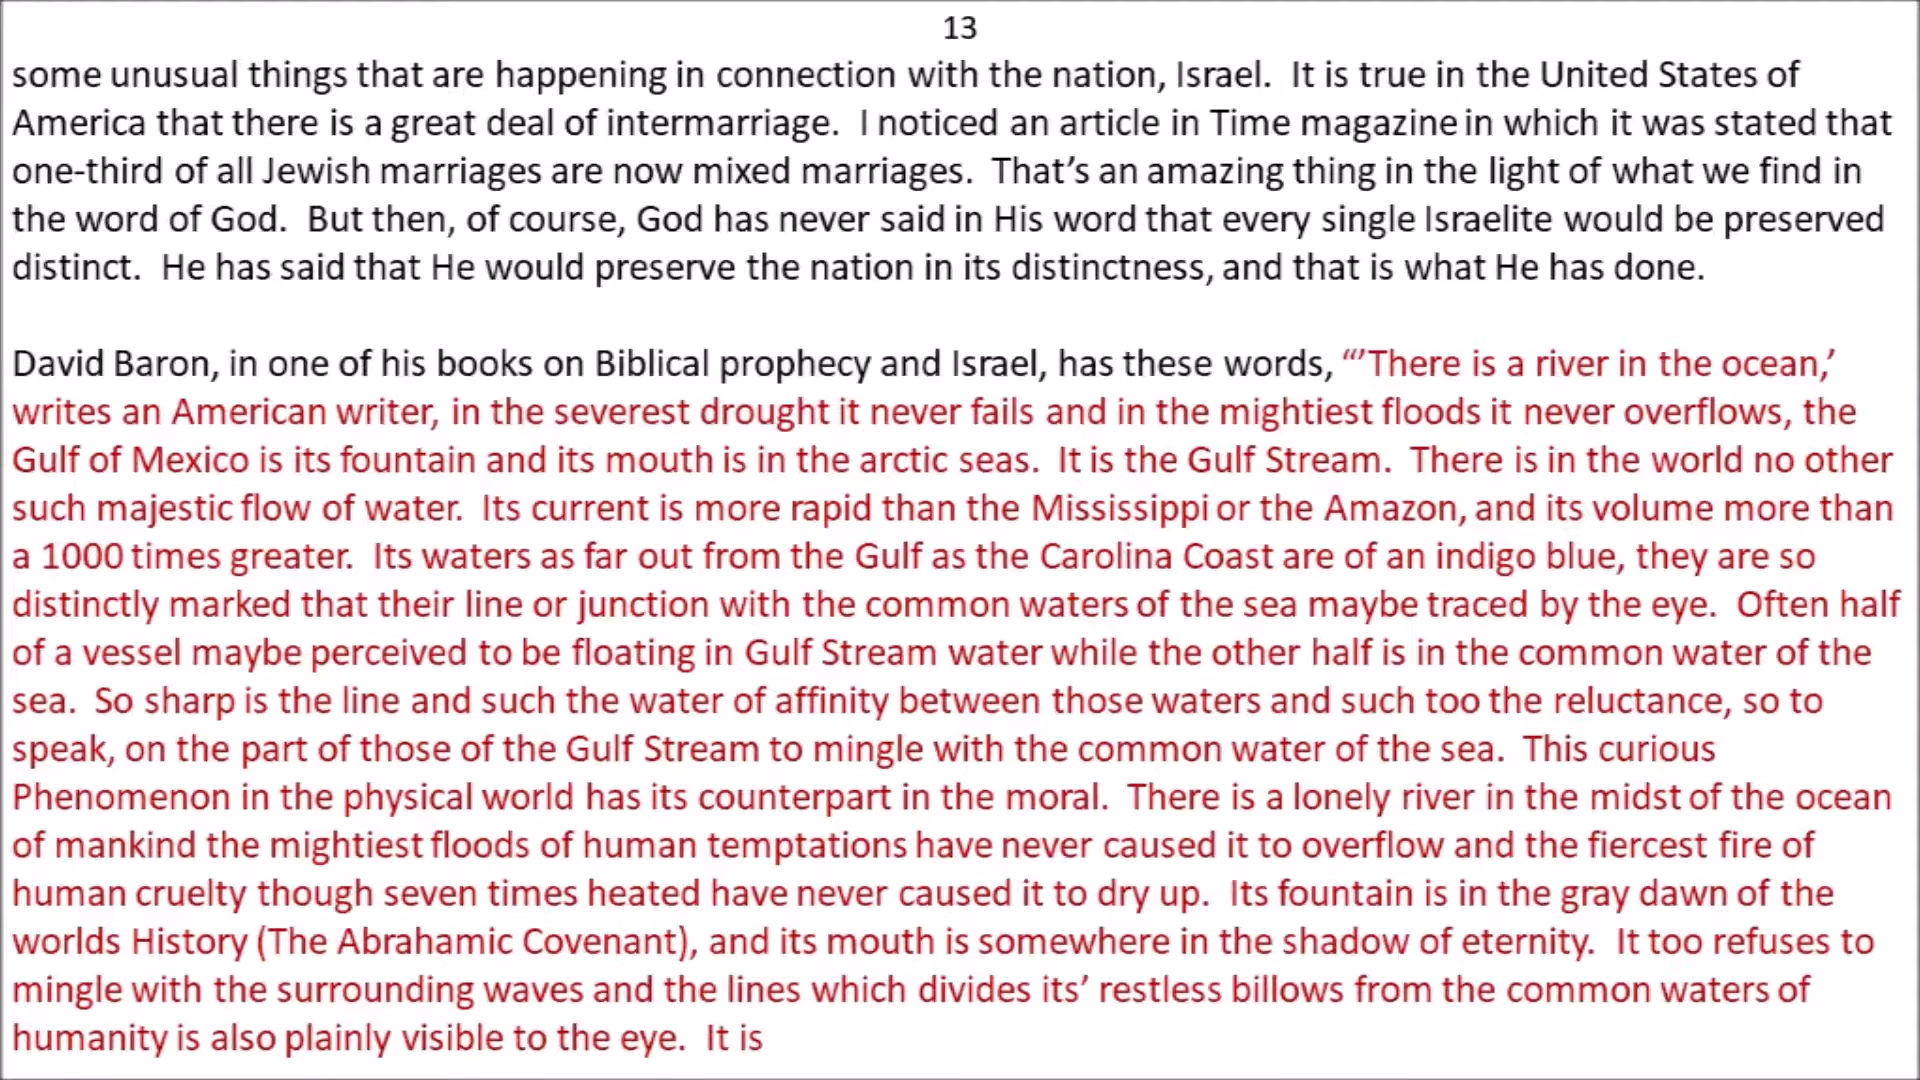 13
some unusual things that are happening in connection with the nation, Israel.  It is true in the United States of
America that there is a great deal of intermarriage.  I noticed an article in Time magazine in which it was stated that
one-third of all Jewish marriages are now mixed marriages.  That’s an amazing thing in the light of what we find in
the word of God.  But then, of course, God has never said in His word that every single Israelite would be preserved
distinct.  He has said that He would preserve the nation in its distinctness, and that is what He has done.
David Baron, in one of his books on Biblical prophecy and Israel, has these words, “‘’There is a river in the ocean,’
writes an American writer, in the severest drought it never fails and in the mightiest floods it never overflows, the
Gulf of Mexico is its fountain and its mouth is in the arctic seas.  It is the Gulf Stream.  There is in the world no other
such majestic flow of water.  Its current is more rapid than the Mississippi or the Amazon, and its volume more than
a 1000 times greater.  Its waters as far out from the Gulf as the Carolina Coast are of an indigo blue, they are so
distinctly marked that their line or junction with the common waters of the sea maybe traced by the eye.  Often half
of a vessel maybe perceived to be floating in Gulf Stream water while the other half is in the common water of the
sea.  So sharp is the line and such the water of affinity between those waters and such too the reluctance, so to
speak, on the part of those of the Gulf Stream to mingle with the common water of the sea.  This curious
Phenomenon in the physical world has its counterpart in the moral.  There is a lonely river in the midst of the ocean
of mankind the mightiest floods of human temptations have never caused it to overflow and the fiercest fire of
human cruelty though seven times heated have never caused it to dry up.  Its fountain is in the gray dawn of the
worlds History (The Abrahamic Covenant), and its mouth is somewhere in the shadow of eternity.  It too refuses to
mingle with the surrounding waves and the lines which divides its’ restless billows from the common waters of
humanity is also plainly visible to the eye.  It is